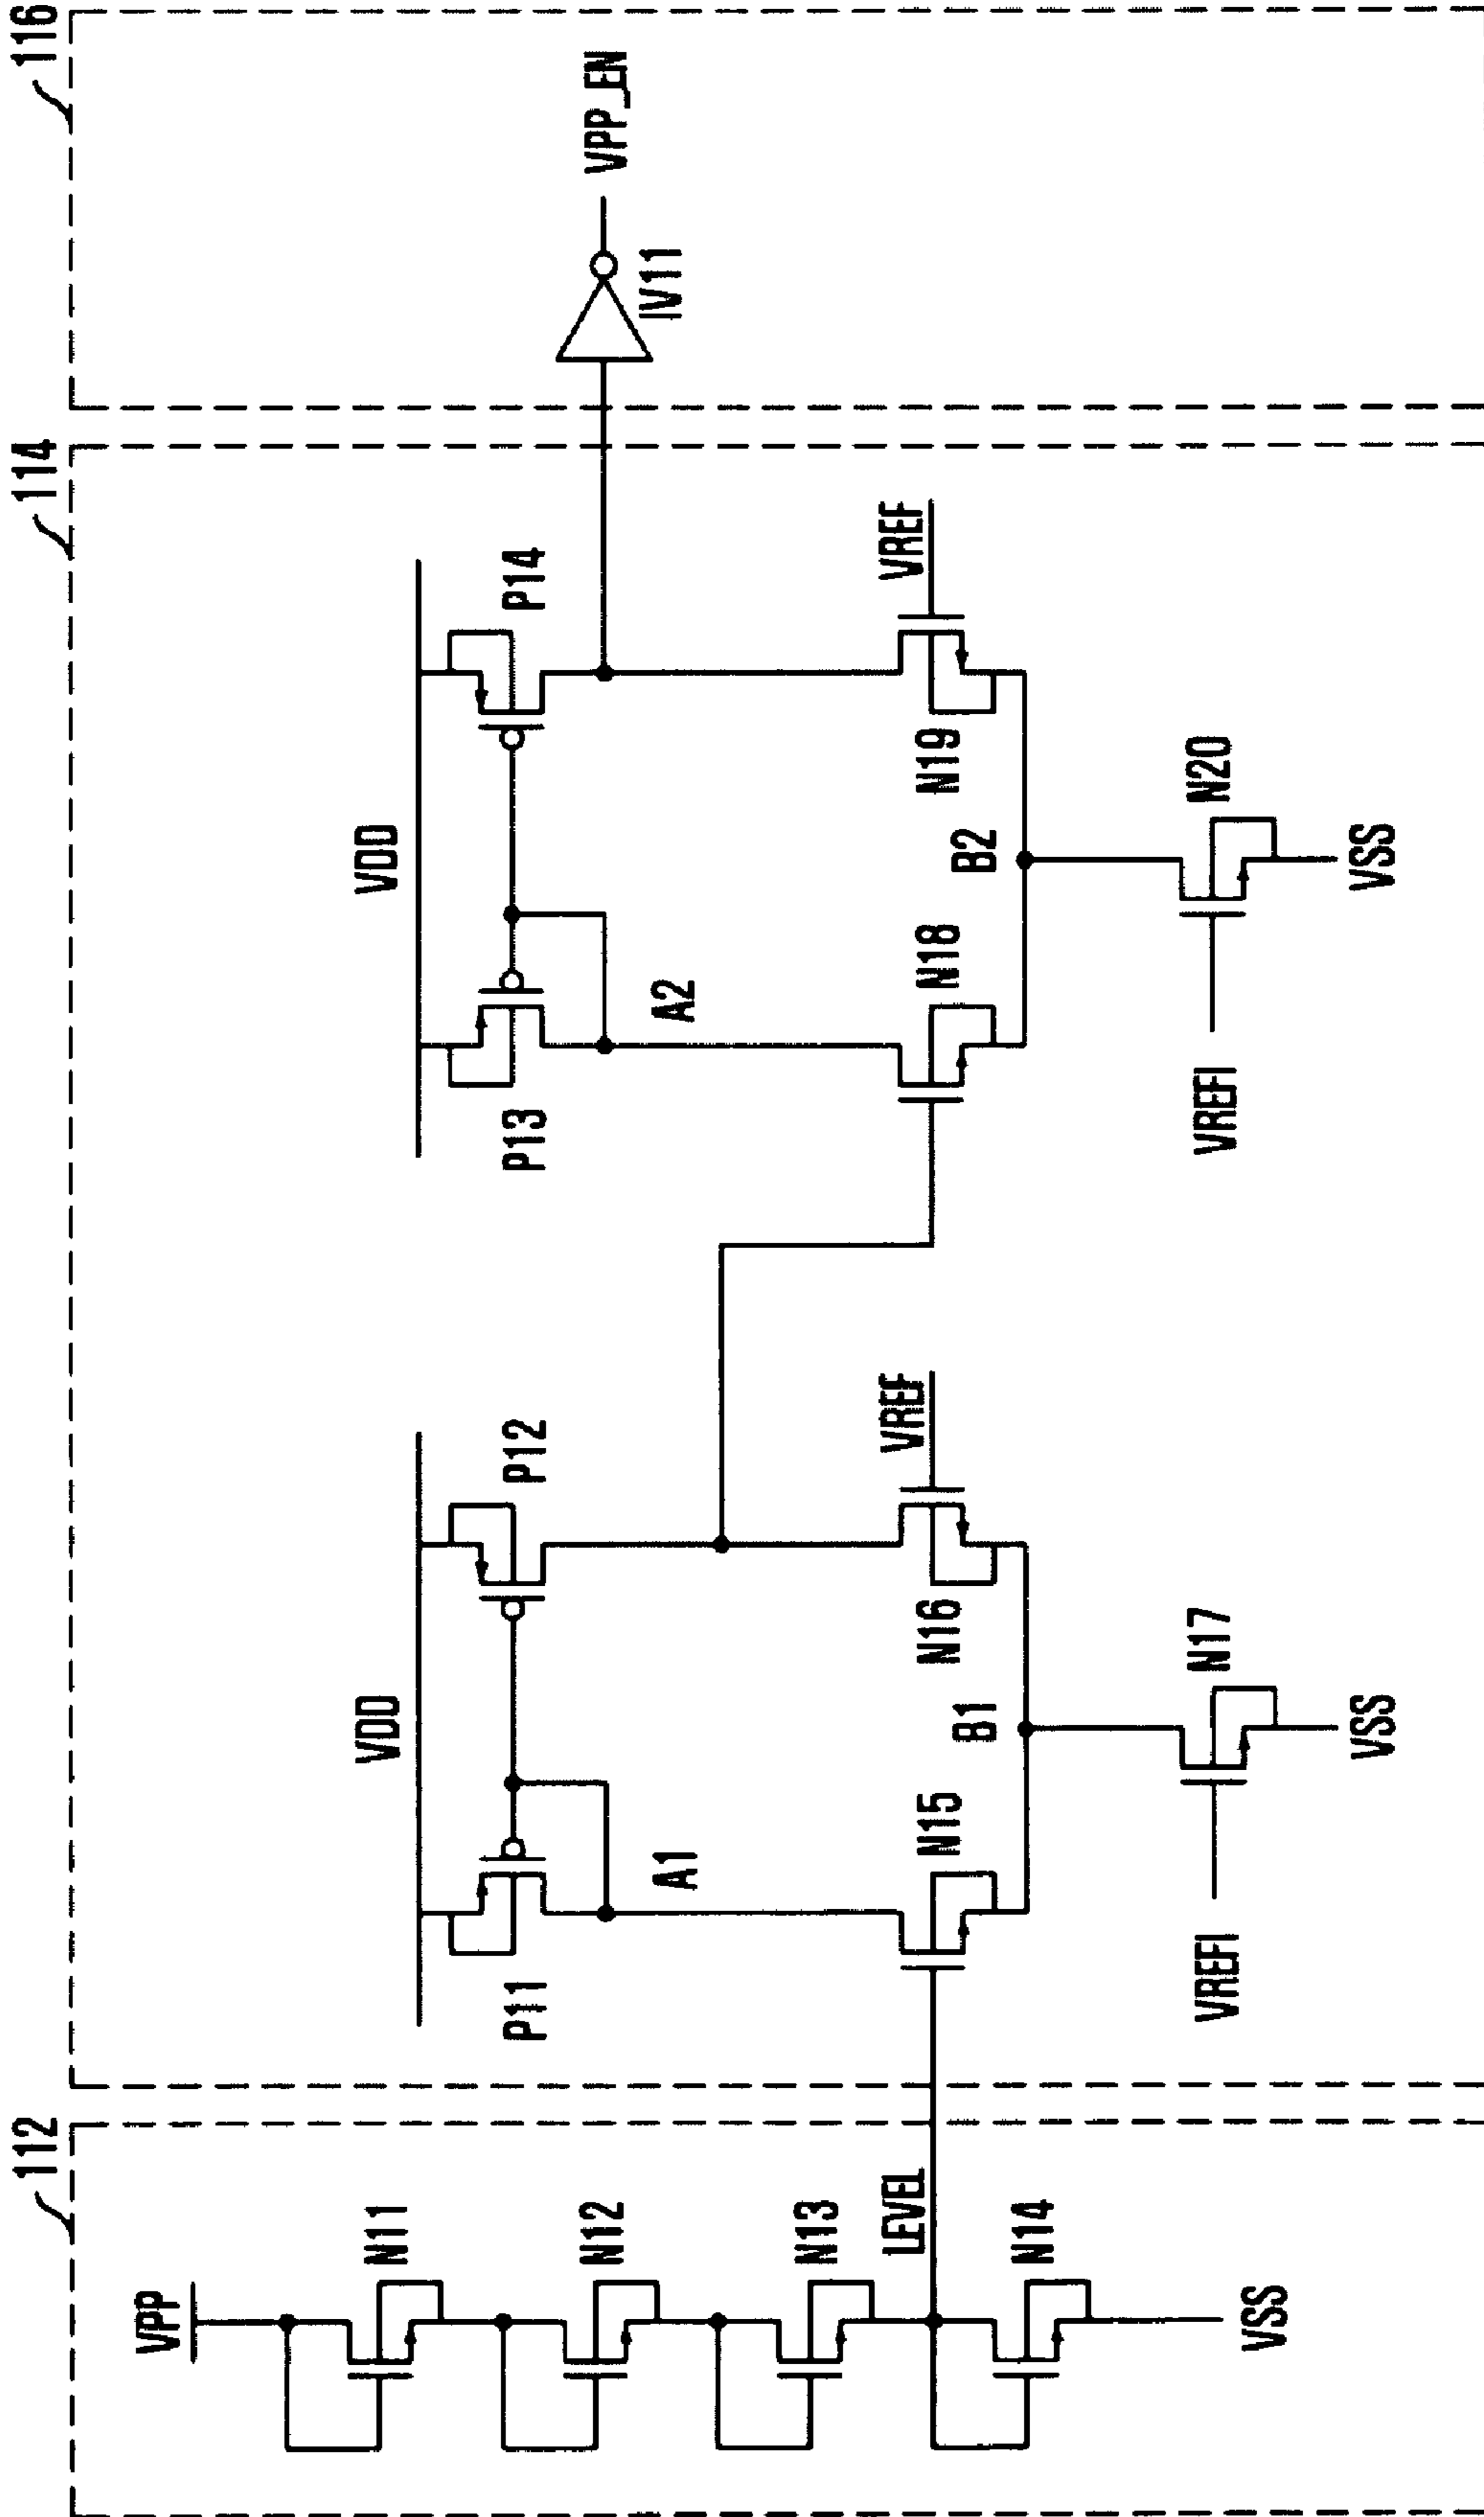 112
114
116
VPP
N11
N12
N13
LEVEL
N14
VSS
VDD
P11
P12
A1
N15
N16
VREF
B1
VREFI
N17
VSS
VDD
P13
P14
A2
N18
N19
VREF
B2
VREFI
N20
VSS
IV11
VPP_EN